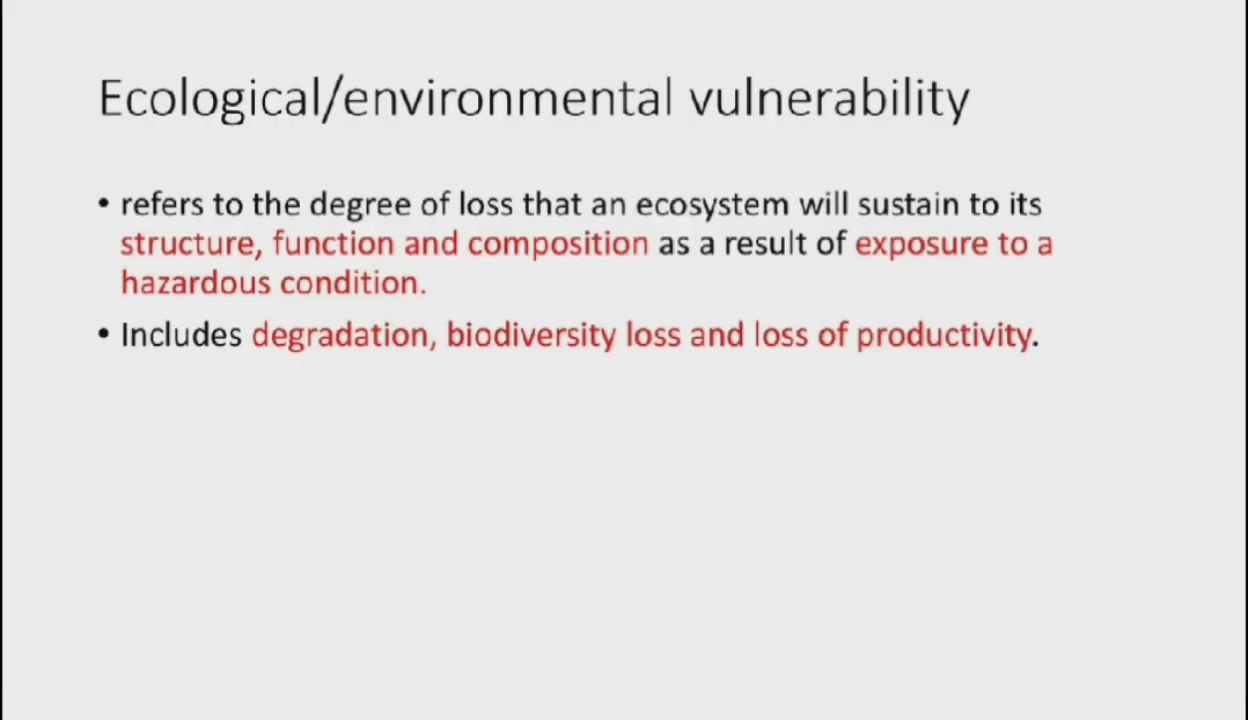 Ecological/environmental vulnerability
• refers to the degree of loss that an ecosystem will sustain to its
structure, function and composition as a result of exposure to a
hazardous condition.
• Includes degradation, biodiversity loss and loss of productivity.